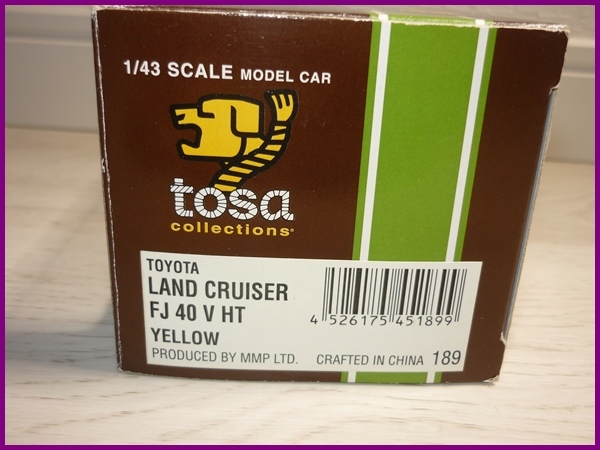 1/43 SCALE MODEL CAR
tosa
collections
TOYOTA
LAND CRUISER
FJ 40 V HT
YELLOW
PRODUCED BY MMP LTD.
4 526175 451899
CRAFTED IN CHINA 189